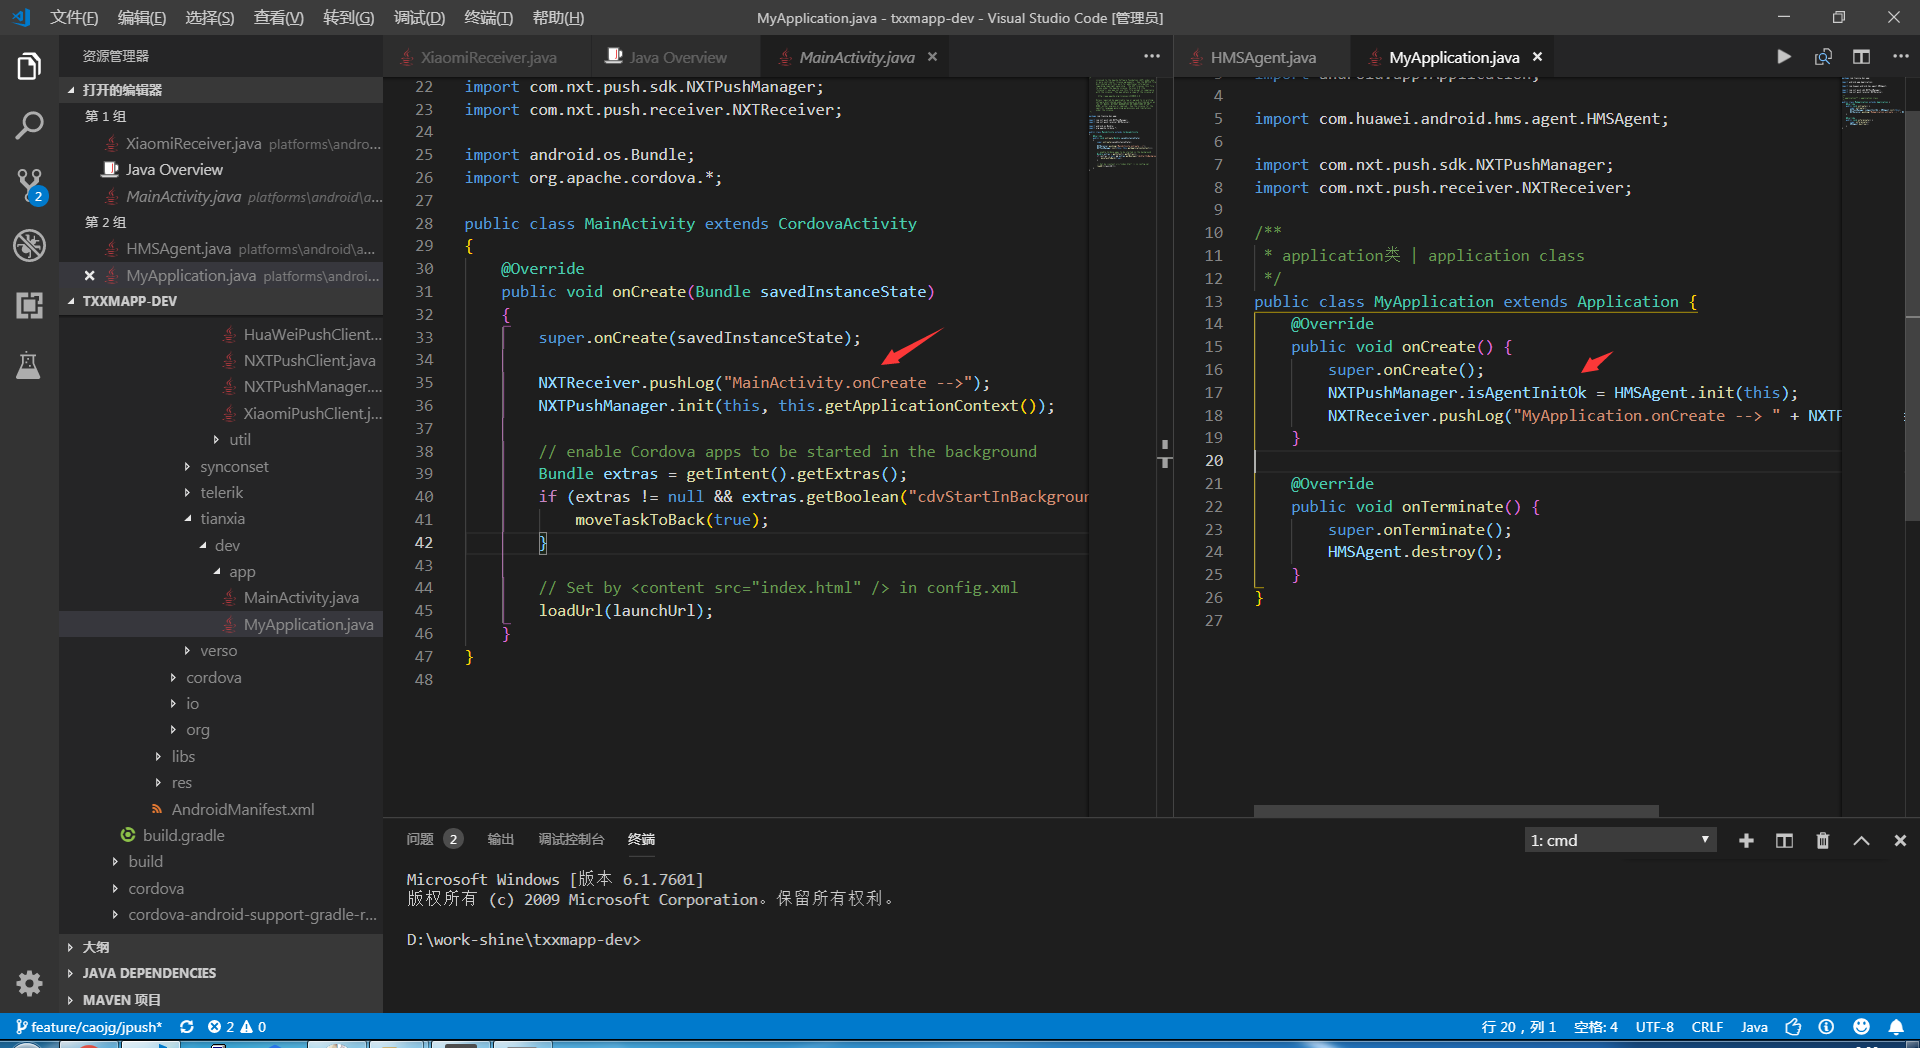 文件(F) 编辑(E) 选择(S) 查看(V) 转到(G) 调试(D) 终端(T) 帮助(H)
MyApplication.java - txxmapp-dev - Visual Studio Code [管理员]
资源管理器
打开的编辑器
第 1 组
XiaomiReceiver.java platforms\andro...
Java Overview
MainActivity.java platforms\android\a...
第 2 组
HMSAgent.java platforms\android\a...
MyApplication.java platforms\androi...
TXXMAPP-DEV
HuaWeiPushClient...
NXTPushClient.java
NXTPushManager....
XiaomiPushClient.j...
util
synconset
telerik
tianxia
dev
app
MainActivity.java
MyApplication.java
verso
cordova
io
org
libs
res
AndroidManifest.xml
build.gradle
build
cordova
cordova-android-support-gradle-r...
大纲
JAVA DEPENDENCIES
MAVEN 项目
2
XiaomiReceiver.java Java Overview MainActivity.java
22 import com.nxt.push.sdk.NXTPushManager;
23 import com.nxt.push.receiver.NXTReceiver;
24
25 import android.os.Bundle;
26 import org.apache.cordova.*;
27
28 public class MainActivity extends CordovaActivity
29 {
30 @Override
31 public void onCreate(Bundle savedInstanceState)
32 {
33 super.onCreate(savedInstanceState);
34
35 NXTReceiver.pushLog("MainActivity.onCreate -->");
36 NXTPushManager.init(this, this.getApplicationContext());
37
38 // enable Cordova apps to be started in the background
39 Bundle extras = getIntent().getExtras();
40 if (extras != null && extras.getBoolean("cdvStartInBackgroun
41 moveTaskToBack(true);
42 }
43
44 // Set by <content src="index.html" /> in config.xml
45 loadUrl(launchUrl);
46 }
47 }
48
HMSAgent.java MyApplication.java
4
5 import com.huawei.android.hms.agent.HMSAgent;
6
7 import com.nxt.push.sdk.NXTPushManager;
8 import com.nxt.push.receiver.NXTReceiver;
9
10 /**
11 * application类 | application class
12 */
13 public class MyApplication extends Application {
14 @Override
15 public void onCreate() {
16 super.onCreate();
17 NXTPushManager.isAgentInitOk = HMSAgent.init(this);
18 NXTReceiver.pushLog("MyApplication.onCreate --> " + NXTP
19 }
20
21 @Override
22 public void onTerminate() {
23 super.onTerminate();
24 HMSAgent.destroy();
25 }
26 }
27
问题 2 输出 调试控制台 终端
1: cmd
Microsoft Windows [版本 6.1.7601]
版权所有 (c) 2009 Microsoft Corporation。保留所有权利。
D:\work-shine\txxmapp-dev>
feature/caojg/jpush* 2 0
行 20，列 1 空格: 4 UTF-8 CRLF Java